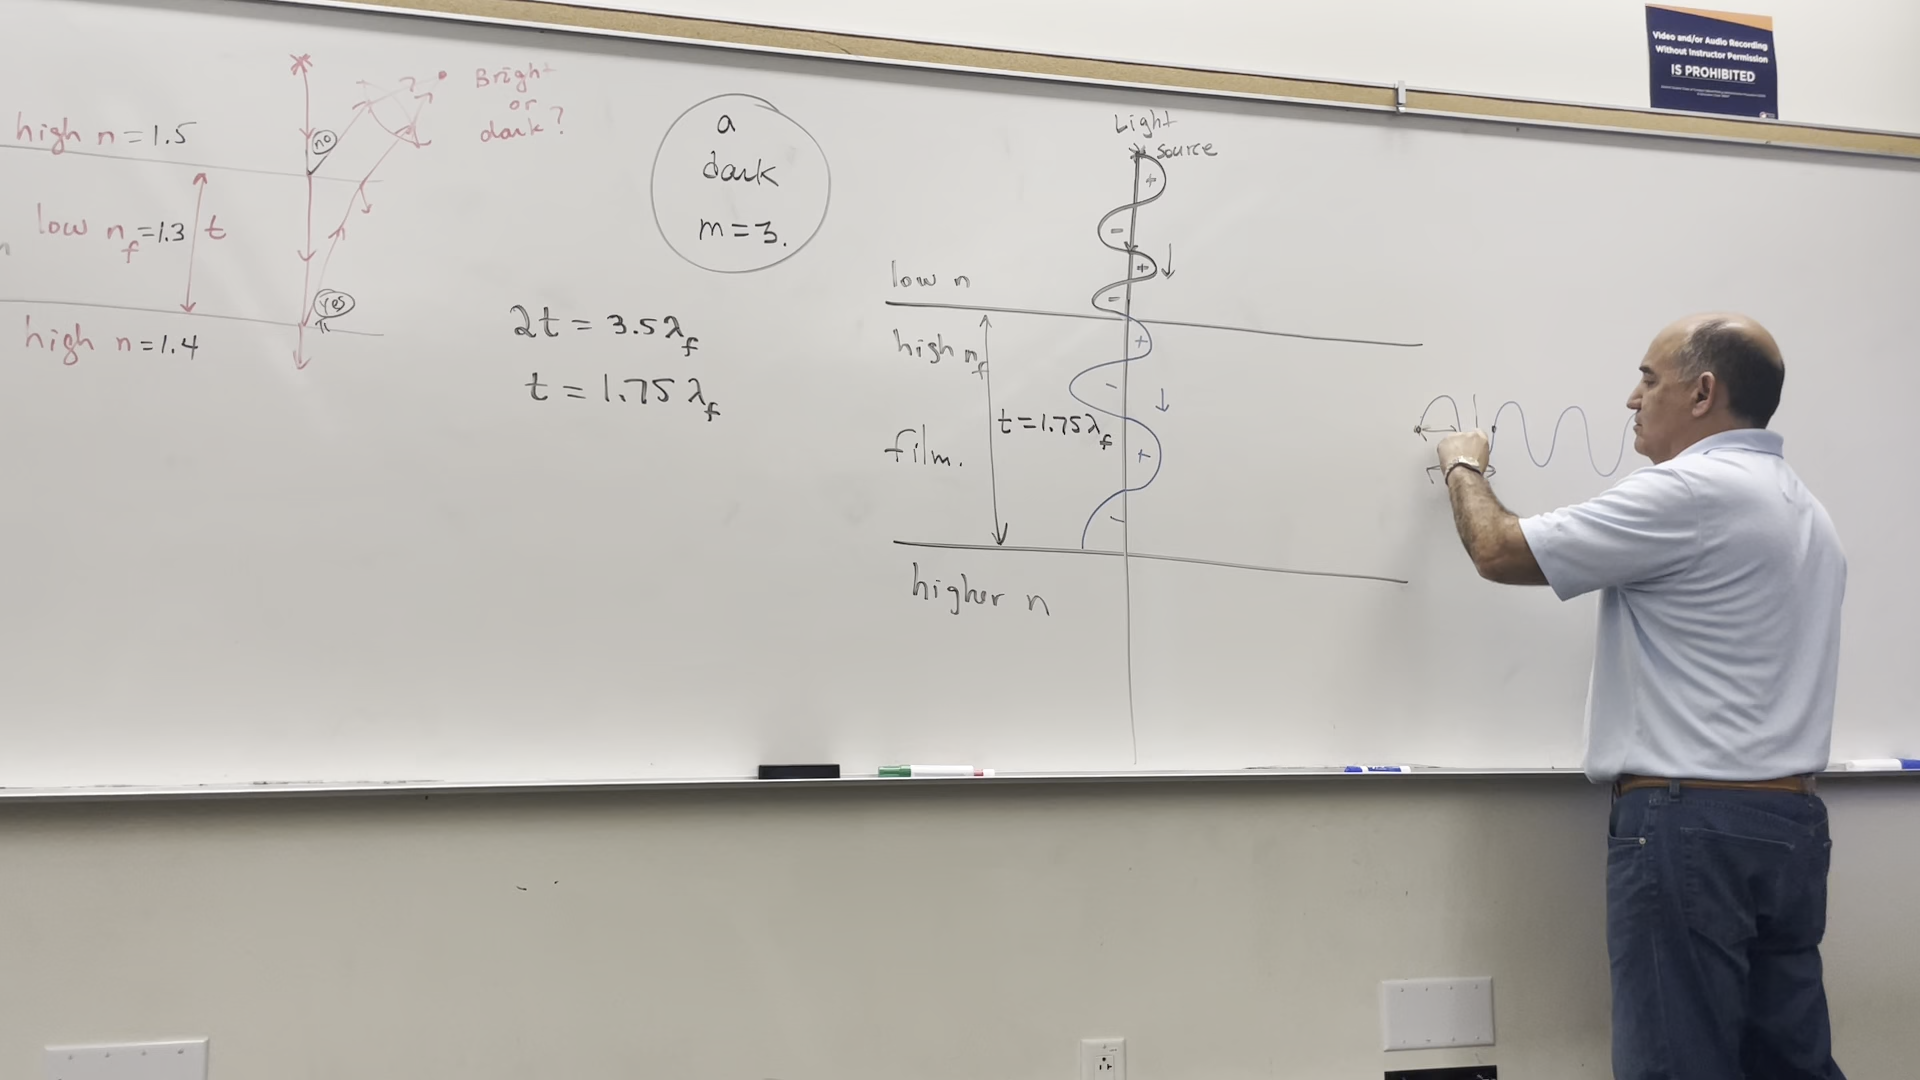 high n = 1.5
no
Bright
or
dark?
low n_f = 1.3
t
yes
high n = 1.4
a
dark
m = 3.
2t = 3.5 λ_f
t = 1.75 λ_f
Light
source
+
−
low n
+
−
high n_f
+
−
t = 1.75 λ_f
film.
+
−
higher n
Video and/or Audio Recording
Without Instructor Permission
IS PROHIBITED